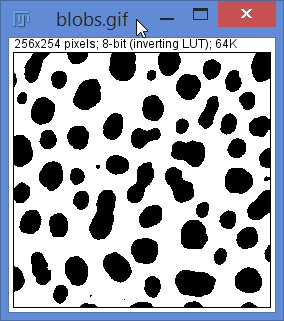 blobs.gif
256x254 pixels; 8-bit (inverting LUT); 64K